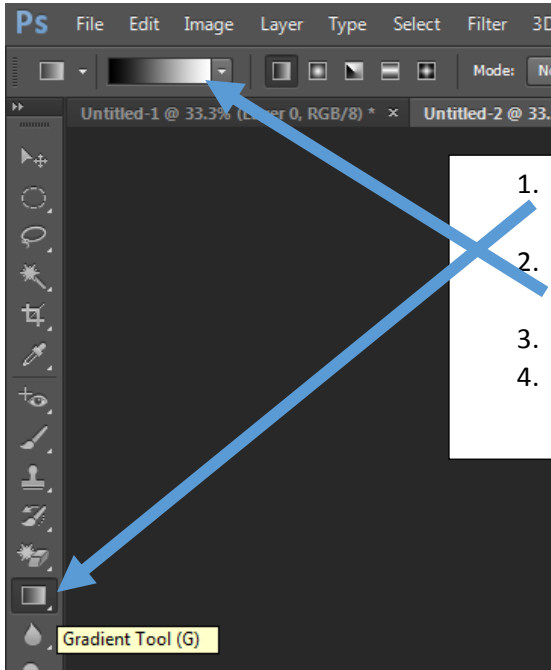 Ps File Edit Image Layer Type Select Filter 3D
Mode:
Untitled-1 @ 33.3% (Layer 0, RGB/8) * × Untitled-2 @ 33.
1.
2.
3.
4.
Gradient Tool (G)